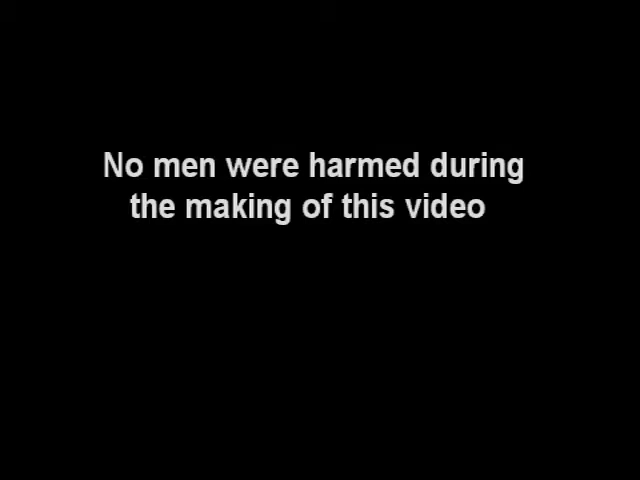 No men were harmed during
the making of this video